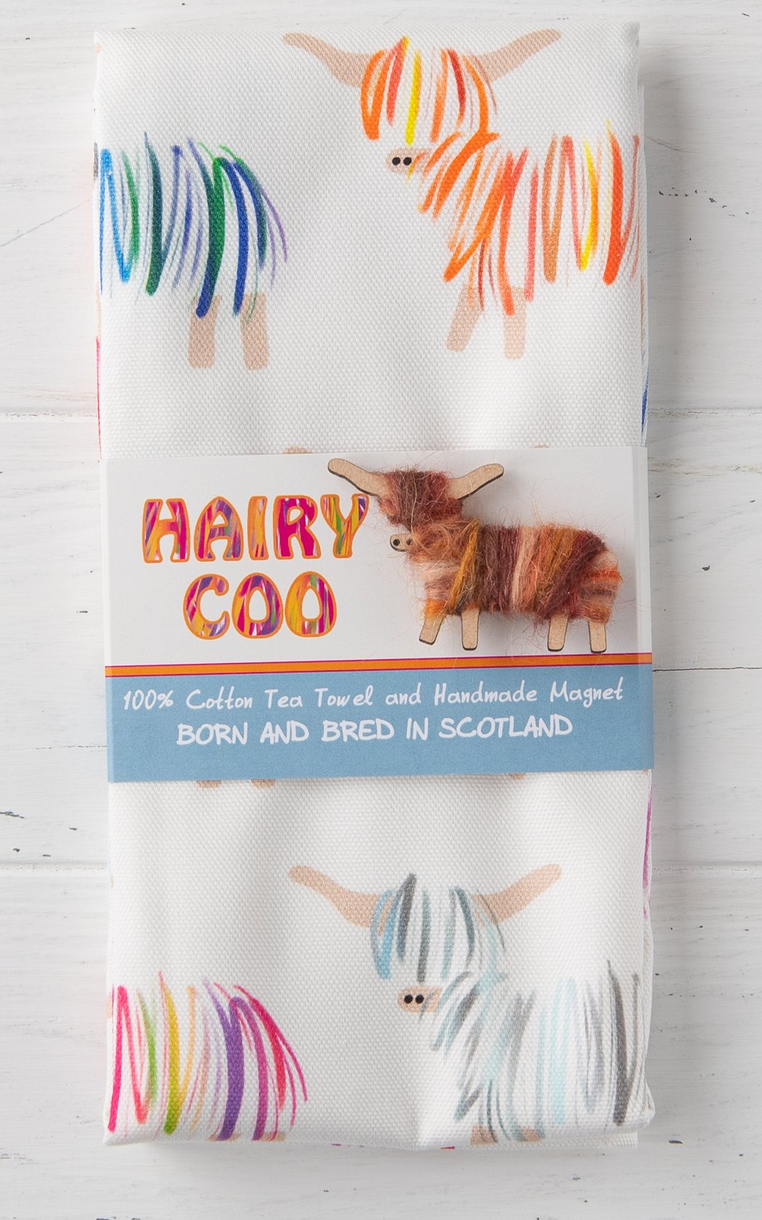 HAIRY
COO
100% Cotton Tea Towel and Handmade Magnet
BORN AND BRED IN SCOTLAND